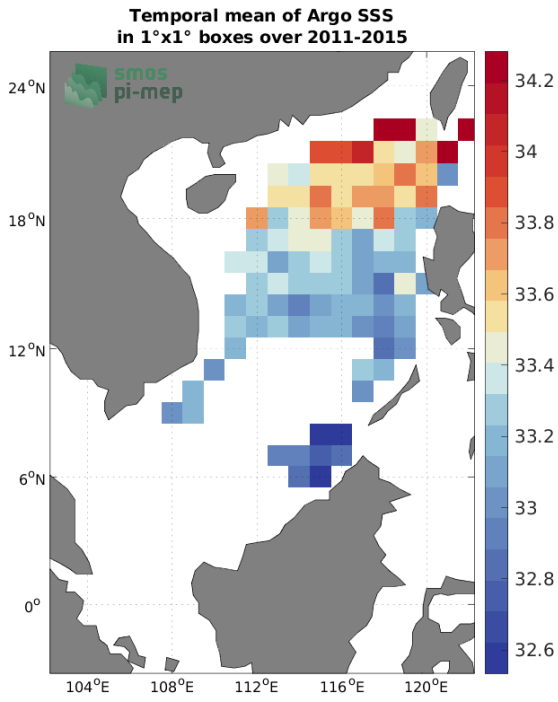 Temporal mean of Argo SSS
in 1°x1° boxes over 2011-2015
smos
pi-mep
24°N
18°N
12°N
6°N
0°
104°E 108°E 112°E 116°E 120°E
34.2
34
33.8
33.6
33.4
33.2
33
32.8
32.6